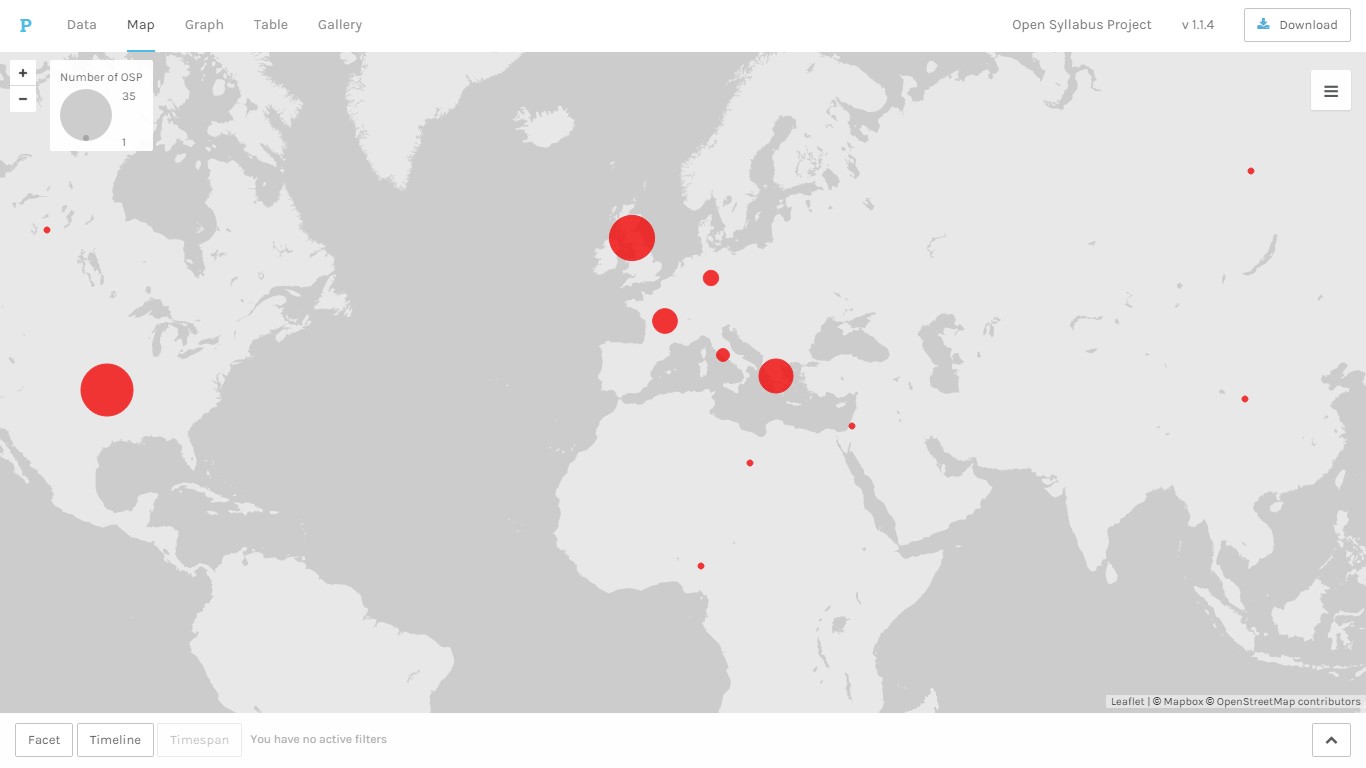 P Data Map Graph Table Gallery Open Syllabus Project v 1.1.4 Download
+
−
Number of OSP
35
1
Leaflet | © Mapbox © OpenStreetMap contributors
Facet Timeline Timespan You have no active filters